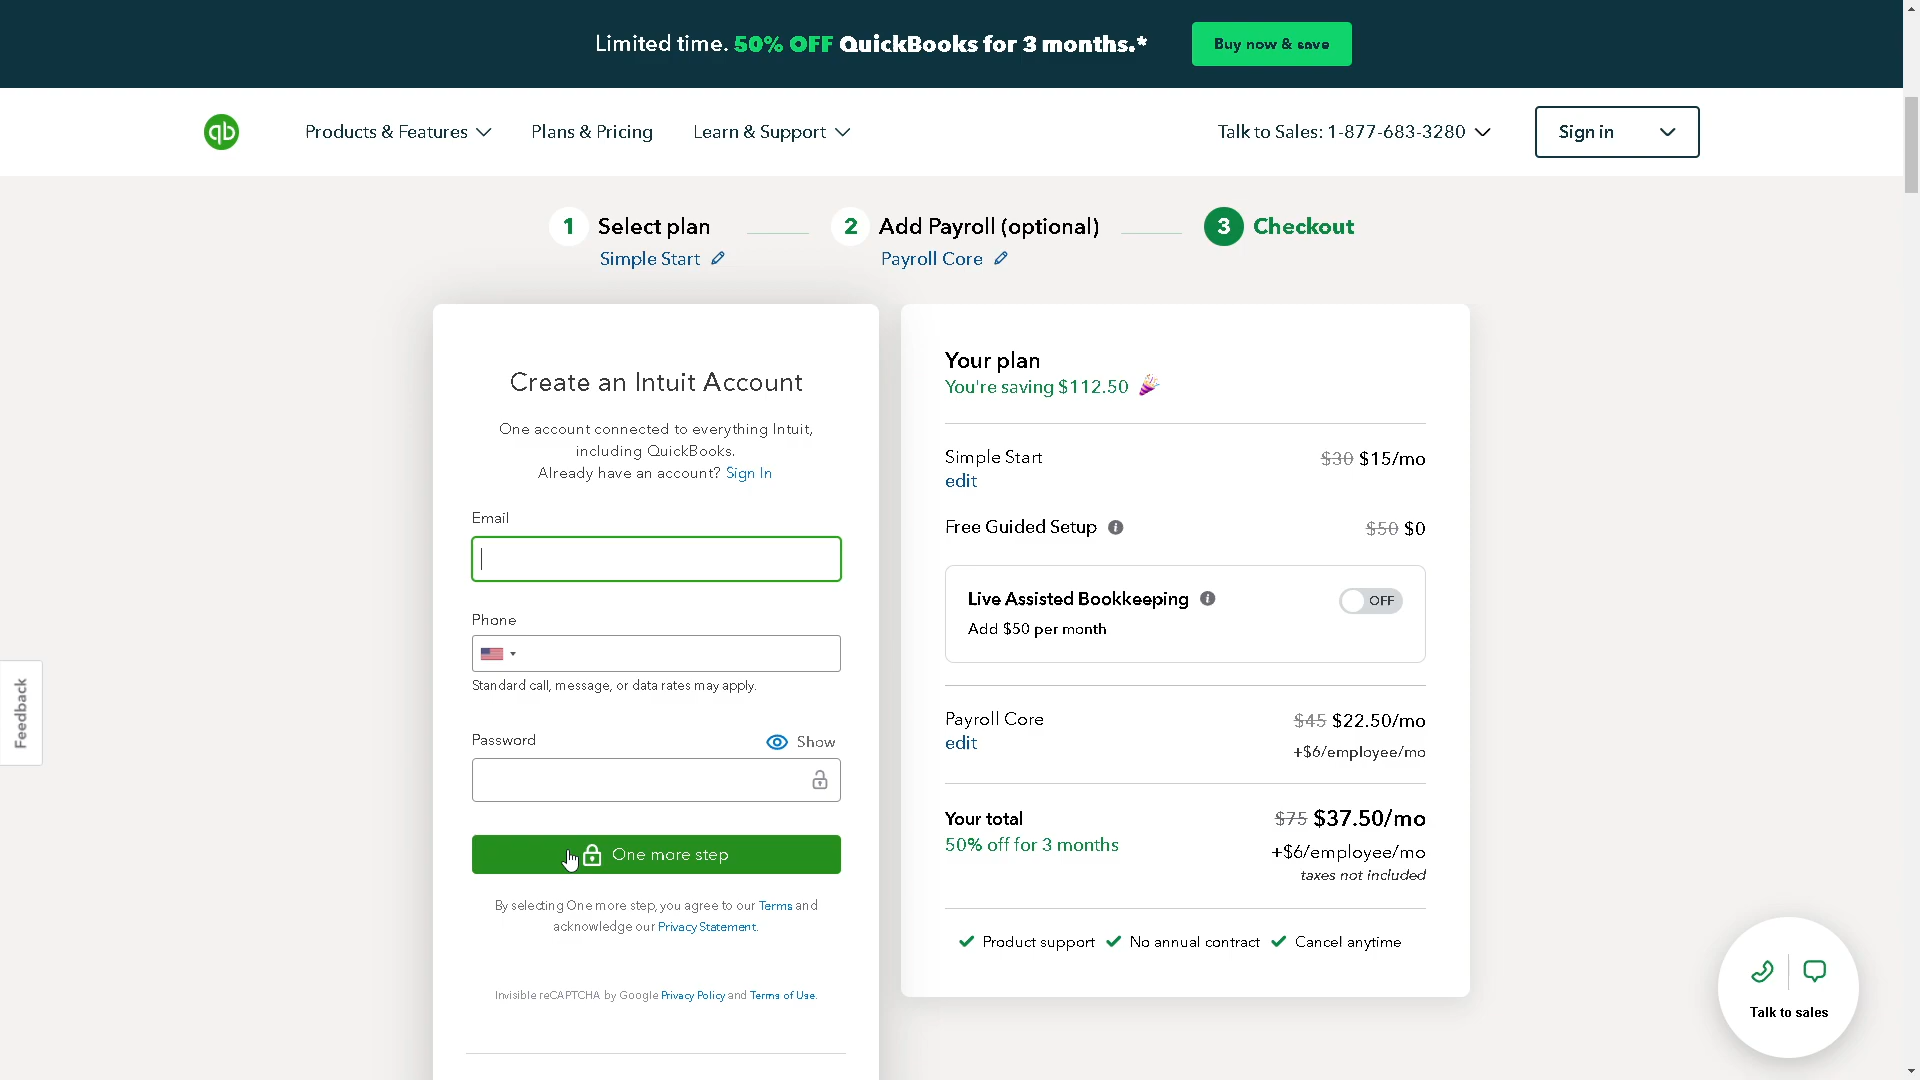 Limited time. 50% OFF QuickBooks for 3 months.* Buy now & save
qb Products & Features Plans & Pricing Learn & Support Talk to Sales: 1-877-683-3280 Sign in
1 Select plan 2 Add Payroll (optional) 3 Checkout
Simple Start Payroll Core
Create an Intuit Account
One account connected to everything Intuit,
including QuickBooks.
Already have an account? Sign In
Email
Phone
Standard call, message, or data rates may apply.
Password Show
One more step
By selecting One more step, you agree to our Terms and
acknowledge our Privacy Statement.
Invisible reCAPTCHA by Google Privacy Policy and Terms of Use.
Your plan
You're saving $112.50
Simple Start $30 $15/mo
edit
Free Guided Setup $50 $0
Live Assisted Bookkeeping OFF
Add $50 per month
Payroll Core $45 $22.50/mo
edit +$6/employee/mo
Your total $75 $37.50/mo
50% off for 3 months +$6/employee/mo
taxes not included
Product support No annual contract Cancel anytime
Feedback
Talk to sales